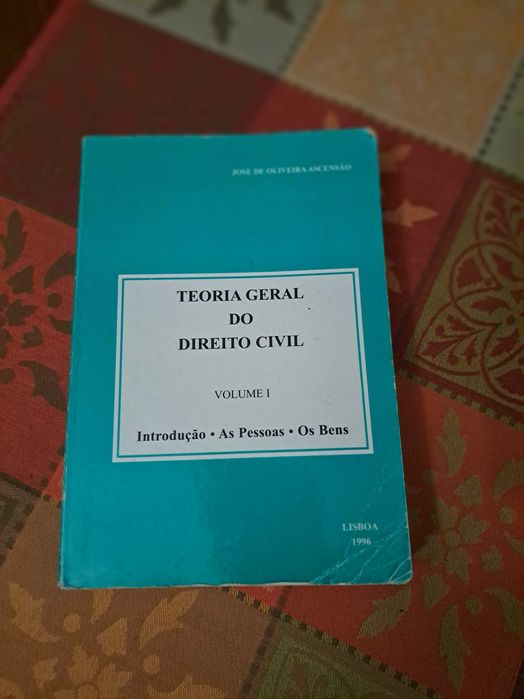 JOSÉ DE OLIVEIRA ASCENSÃO
TEORIA GERAL
DO
DIREITO CIVIL
VOLUME I
Introdução • As Pessoas • Os Bens
LISBOA
1996